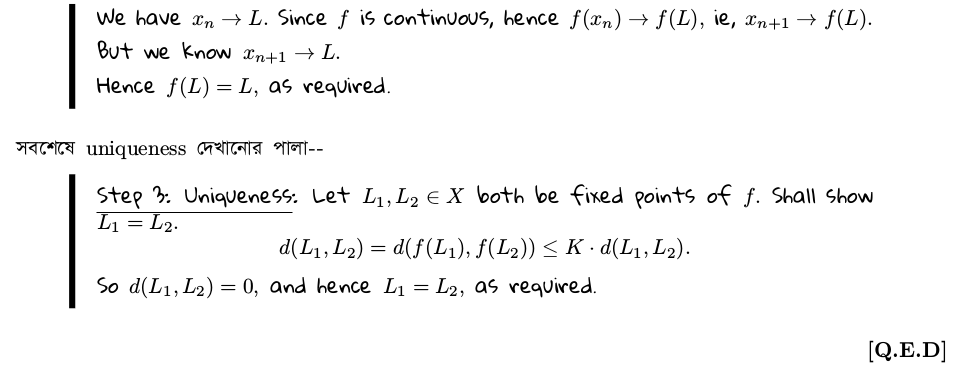 We have $x_n \to L$. Since $f$ is continuous, hence $f(x_n) \to f(L)$, ie, $x_{n+1} \to f(L)$.
But we know $x_{n+1} \to L$.
Hence $f(L) = L$, as required.
সবশেষে uniqueness দেখানোর পালা--
Step 3: Uniqueness: Let $L_1, L_2 \in X$ both be fixed points of $f$. Shall show
$L_1 = L_2$.
$d(L_1, L_2) = d(f(L_1), f(L_2)) \leq K \cdot d(L_1, L_2).$
So $d(L_1, L_2) = 0$, and hence $L_1 = L_2$, as required.
[Q.E.D]